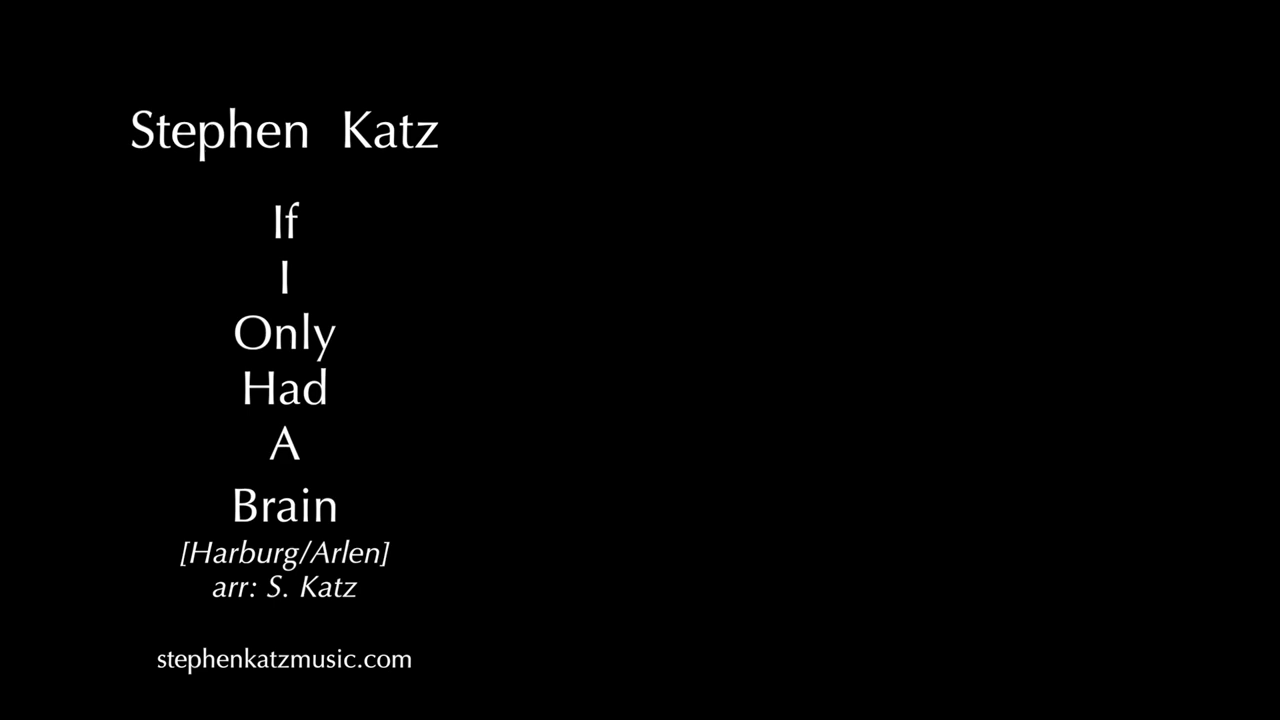 Stephen Katz
If
I
Only
Had
A
Brain
[Harburg/Arlen]
arr: S. Katz
stephenkatzmusic.com